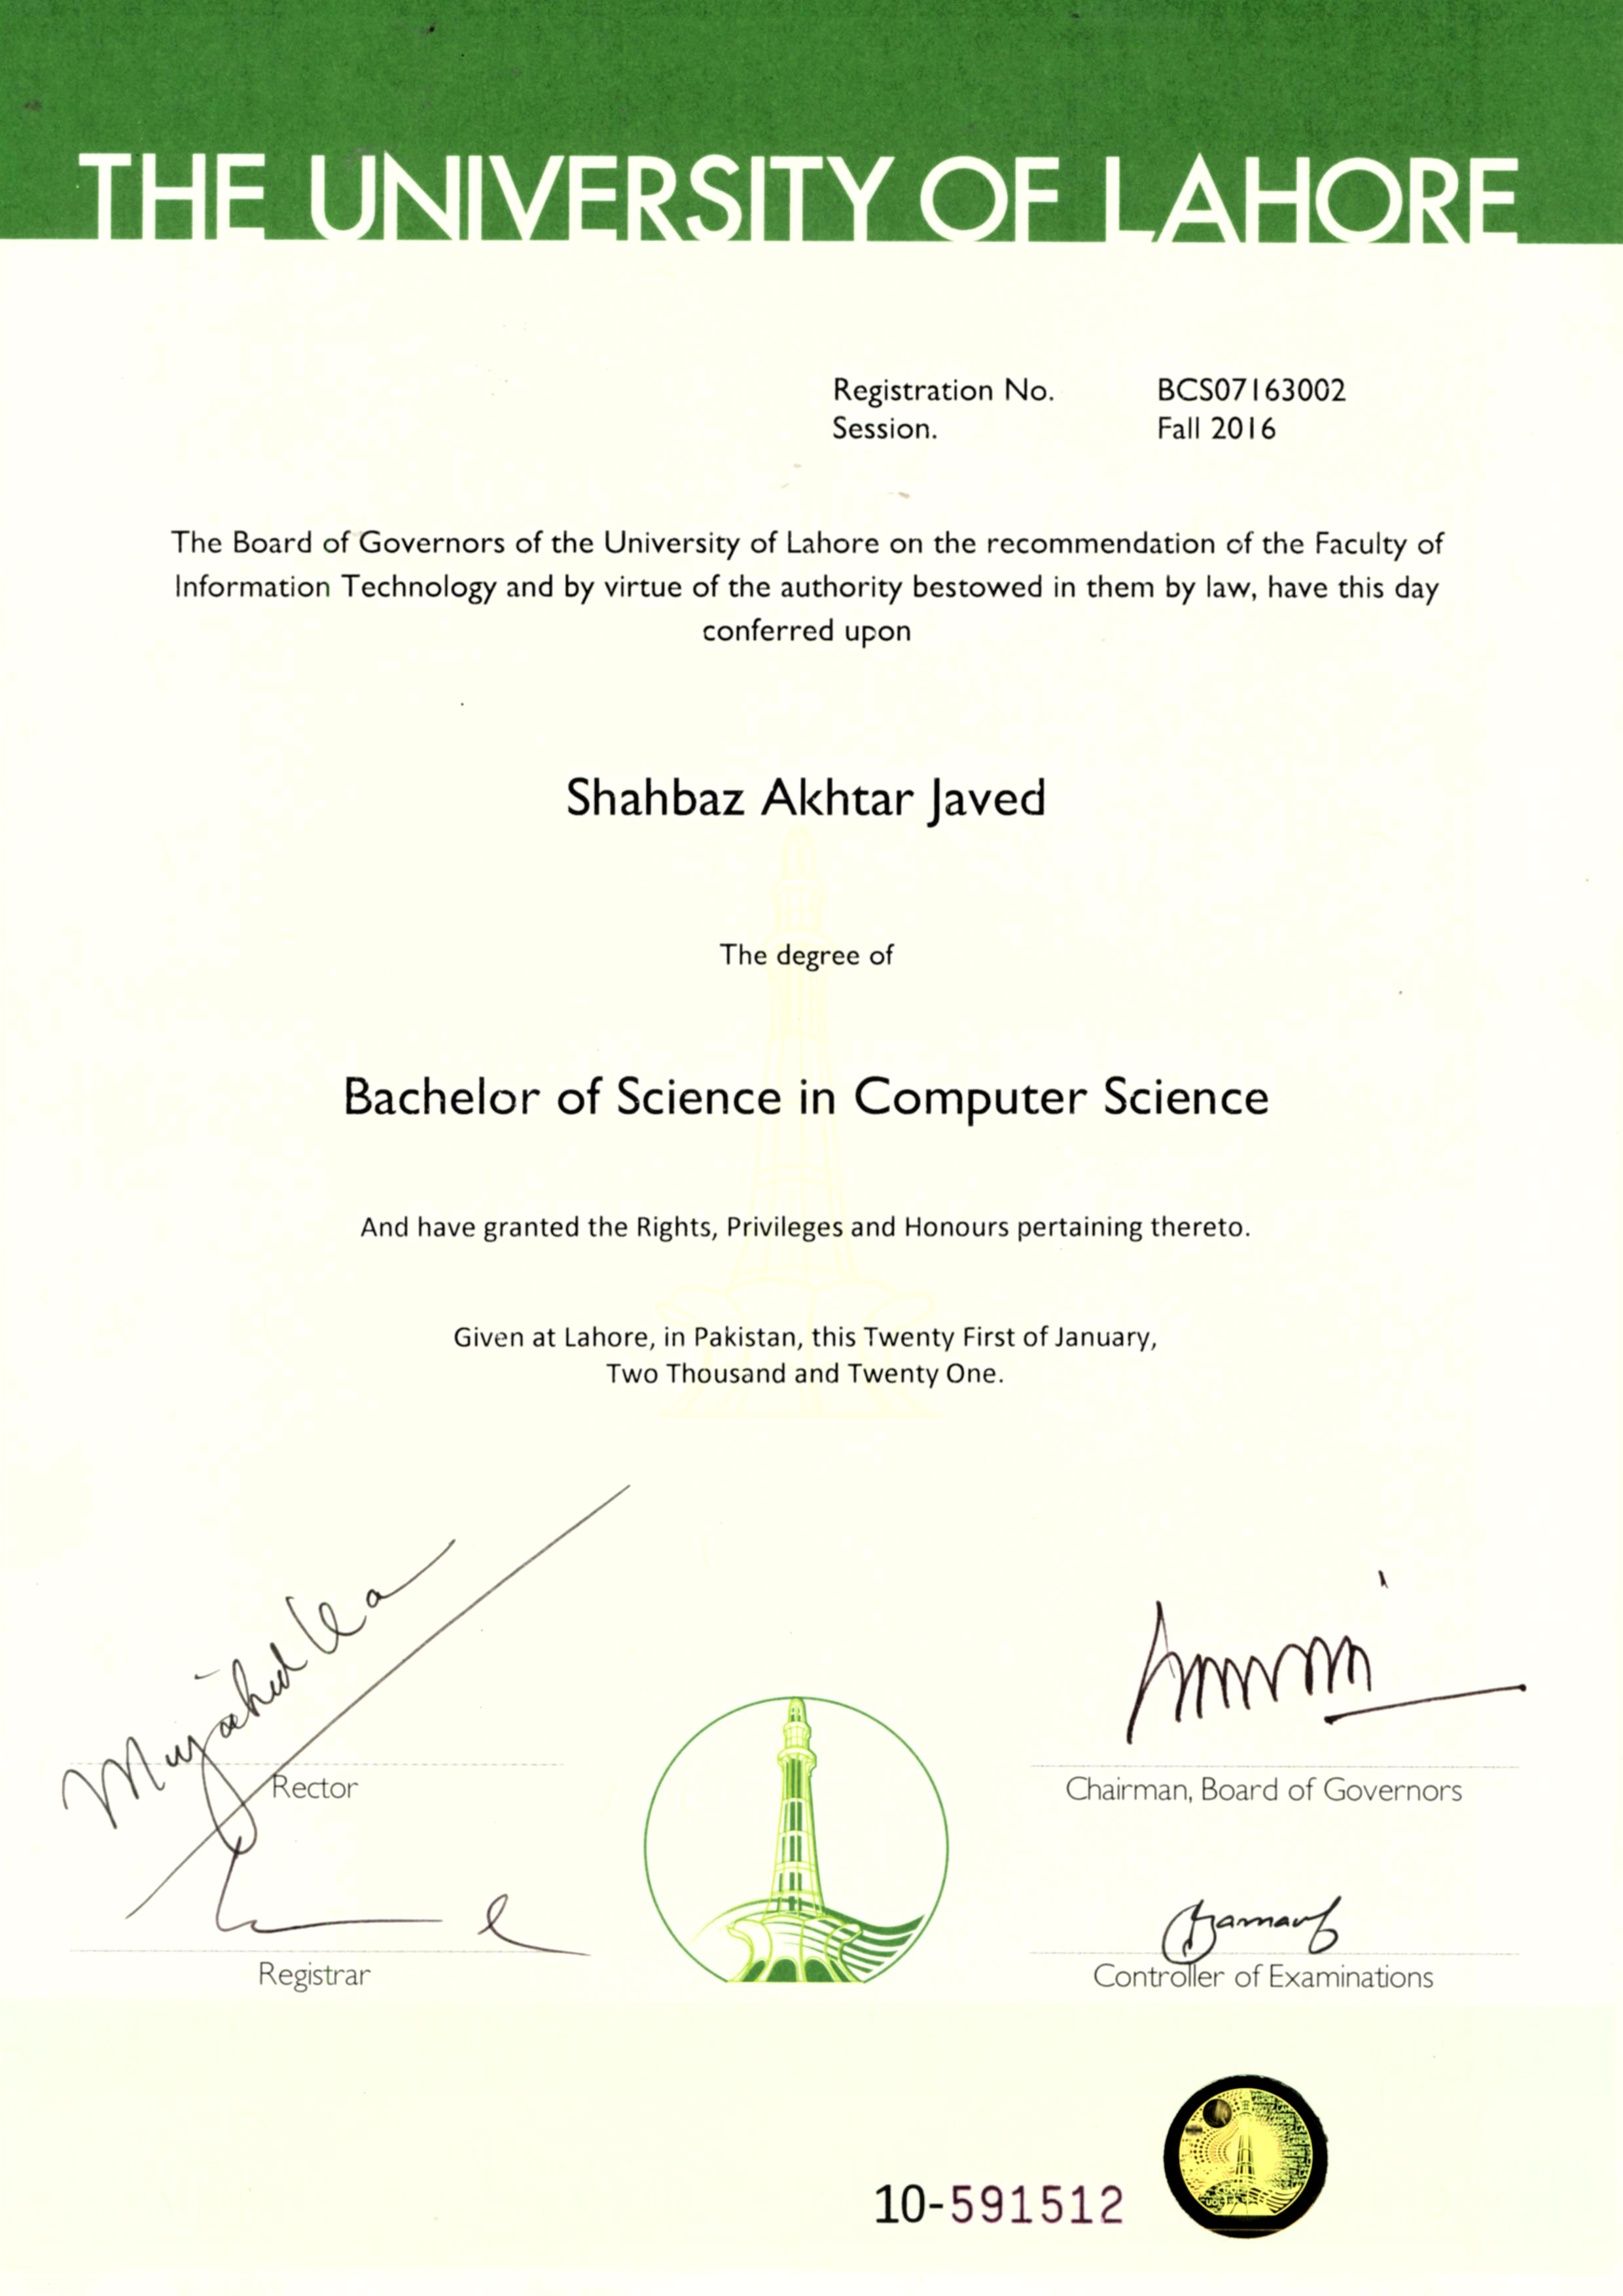 THE UNIVERSITY OF LAHORE
Registration No. BCS07163002
Session. Fall 2016
The Board of Governors of the University of Lahore on the recommendation of the Faculty of
Information Technology and by virtue of the authority bestowed in them by law, have this day
conferred upon
Shahbaz Akhtar Javed
The degree of
Bachelor of Science in Computer Science
And have granted the Rights, Privileges and Honours pertaining thereto.
Given at Lahore, in Pakistan, this Twenty First of January,
Two Thousand and Twenty One.
Rector
Chairman, Board of Governors
Registrar
Controller of Examinations
10-591512